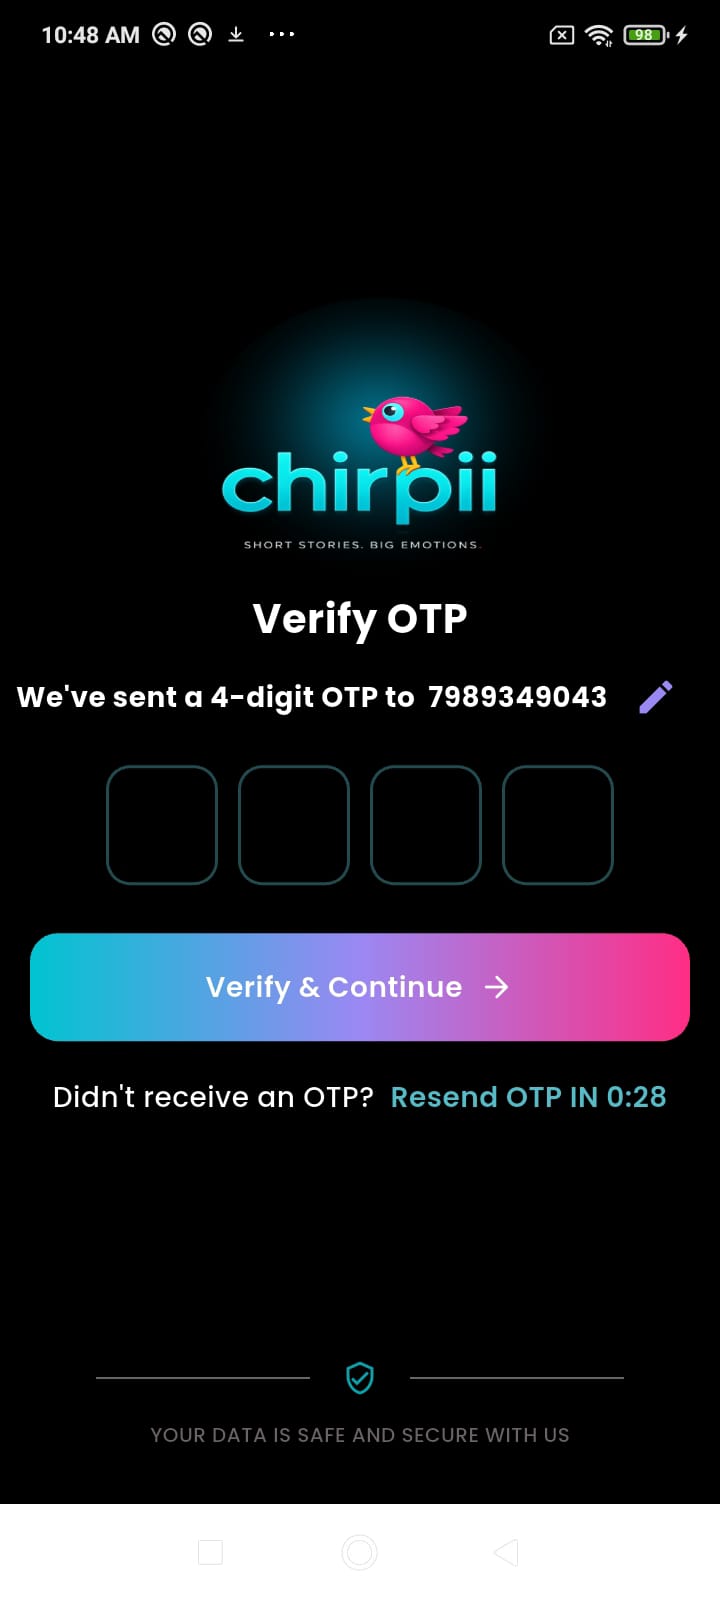 10:48 AM
98
chirpii
SHORT STORIES. BIG EMOTIONS.
Verify OTP
We've sent a 4-digit OTP to 7989349043
Verify & Continue →
Didn't receive an OTP? Resend OTP IN 0:28
YOUR DATA IS SAFE AND SECURE WITH US